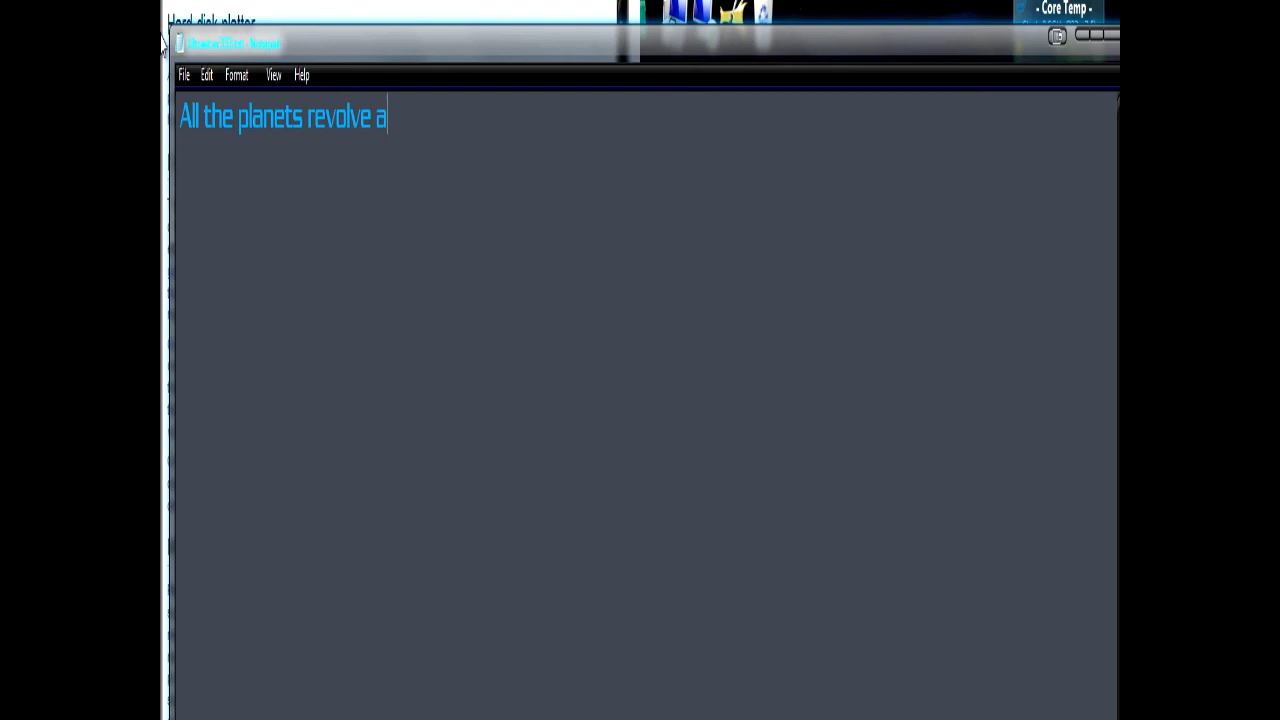 Hard disk platter
- Core Temp -
File Edit Format View Help
All the planets revolve a